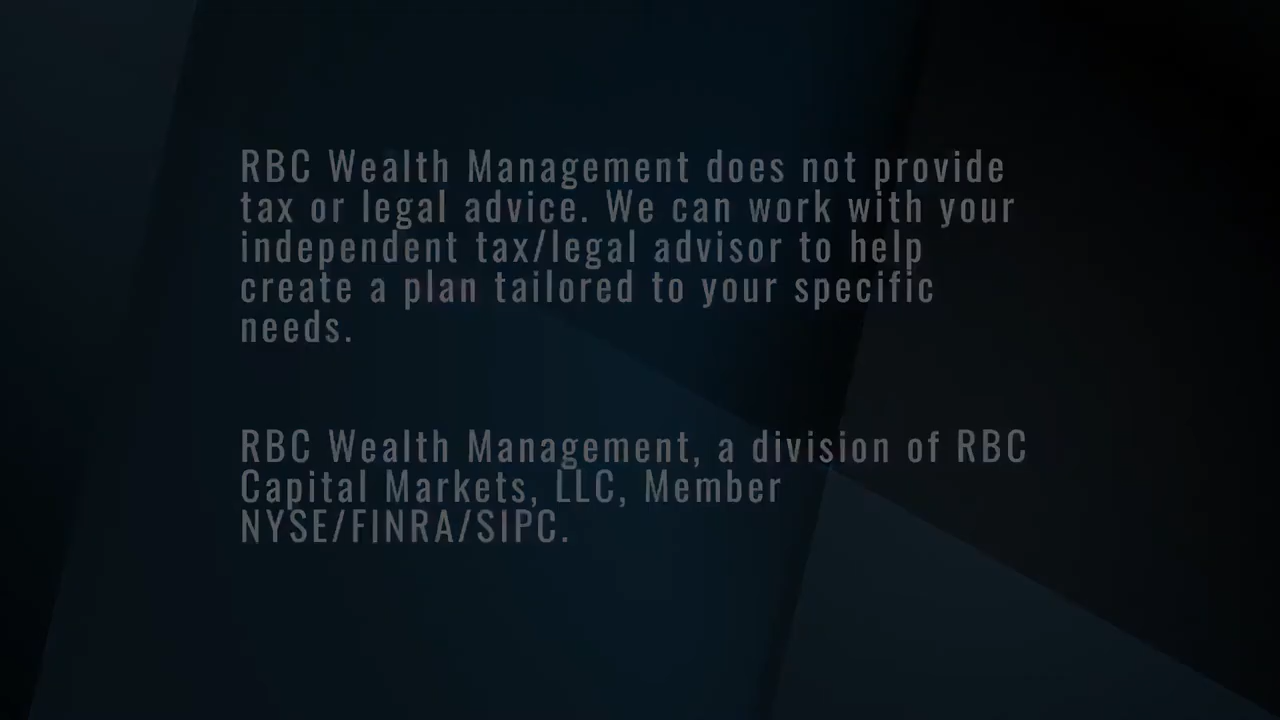 RBC Wealth Management does not provide
tax or legal advice. We can work with your
independent tax/legal advisor to help
create a plan tailored to your specific
needs.
RBC Wealth Management, a division of RBC
Capital Markets, LLC, Member
NYSE/FINRA/SIPC.